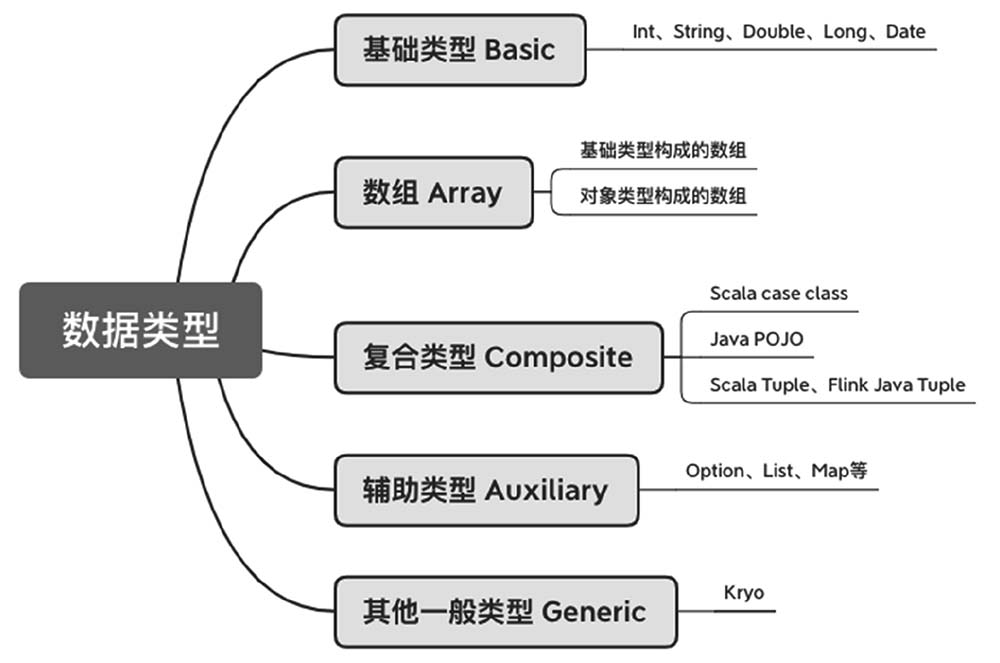 数据类型
基础类型 Basic
Int、String、Double、Long、Date
数组 Array
基础类型构成的数组
对象类型构成的数组
复合类型 Composite
Scala case class
Java POJO
Scala Tuple、Flink Java Tuple
辅助类型 Auxiliary
Option、List、Map等
其他一般类型 Generic
Kryo